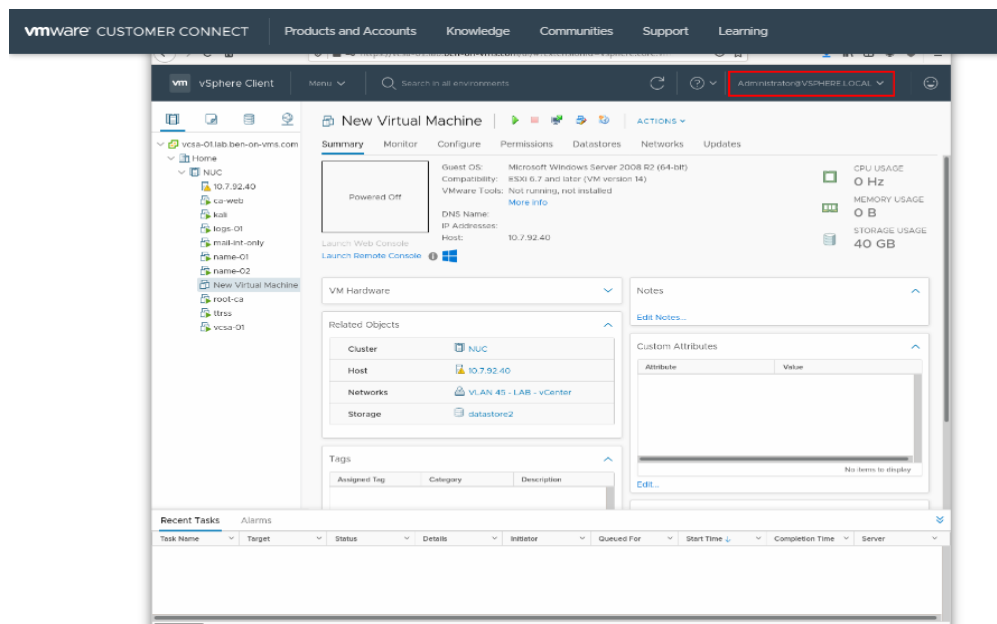 vmware CUSTOMER CONNECT Products and Accounts Knowledge Communities Support Learning
vm vSphere Client Menu Search in all environments Administrator@VSPHERE.LOCAL
vcsa-01.lab.ben-on-vms.com
Home
NUC
10.7.92.40
ca-web
kali
logs-01
mail-int-only
name-01
name-02
New Virtual Machine
root-ca
ttrss
vcsa-01
New Virtual Machine ACTIONS
Summary Monitor Configure Permissions Datastores Networks Updates
Powered Off
Launch Web Console
Launch Remote Console
Guest OS: Microsoft Windows Server 2008 R2 (64-bit)
Compatibility: ESXi 6.7 and later (VM version 14)
VMware Tools: Not running, not installed
More info
DNS Name:
IP Addresses:
Host: 10.7.92.40
CPU USAGE
0 Hz
MEMORY USAGE
0 B
STORAGE USAGE
40 GB
VM Hardware
Related Objects
Cluster NUC
Host 10.7.92.40
Networks VLAN 45 - LAB - vCenter
Storage datastore2
Tags
Assigned Tag Category Description
Notes
Edit Notes...
Custom Attributes
Attribute Value
No items to display
Edit...
Recent Tasks Alarms
Task Name Target Status Details Initiator Queued For Start Time ↓ Completion Time Server